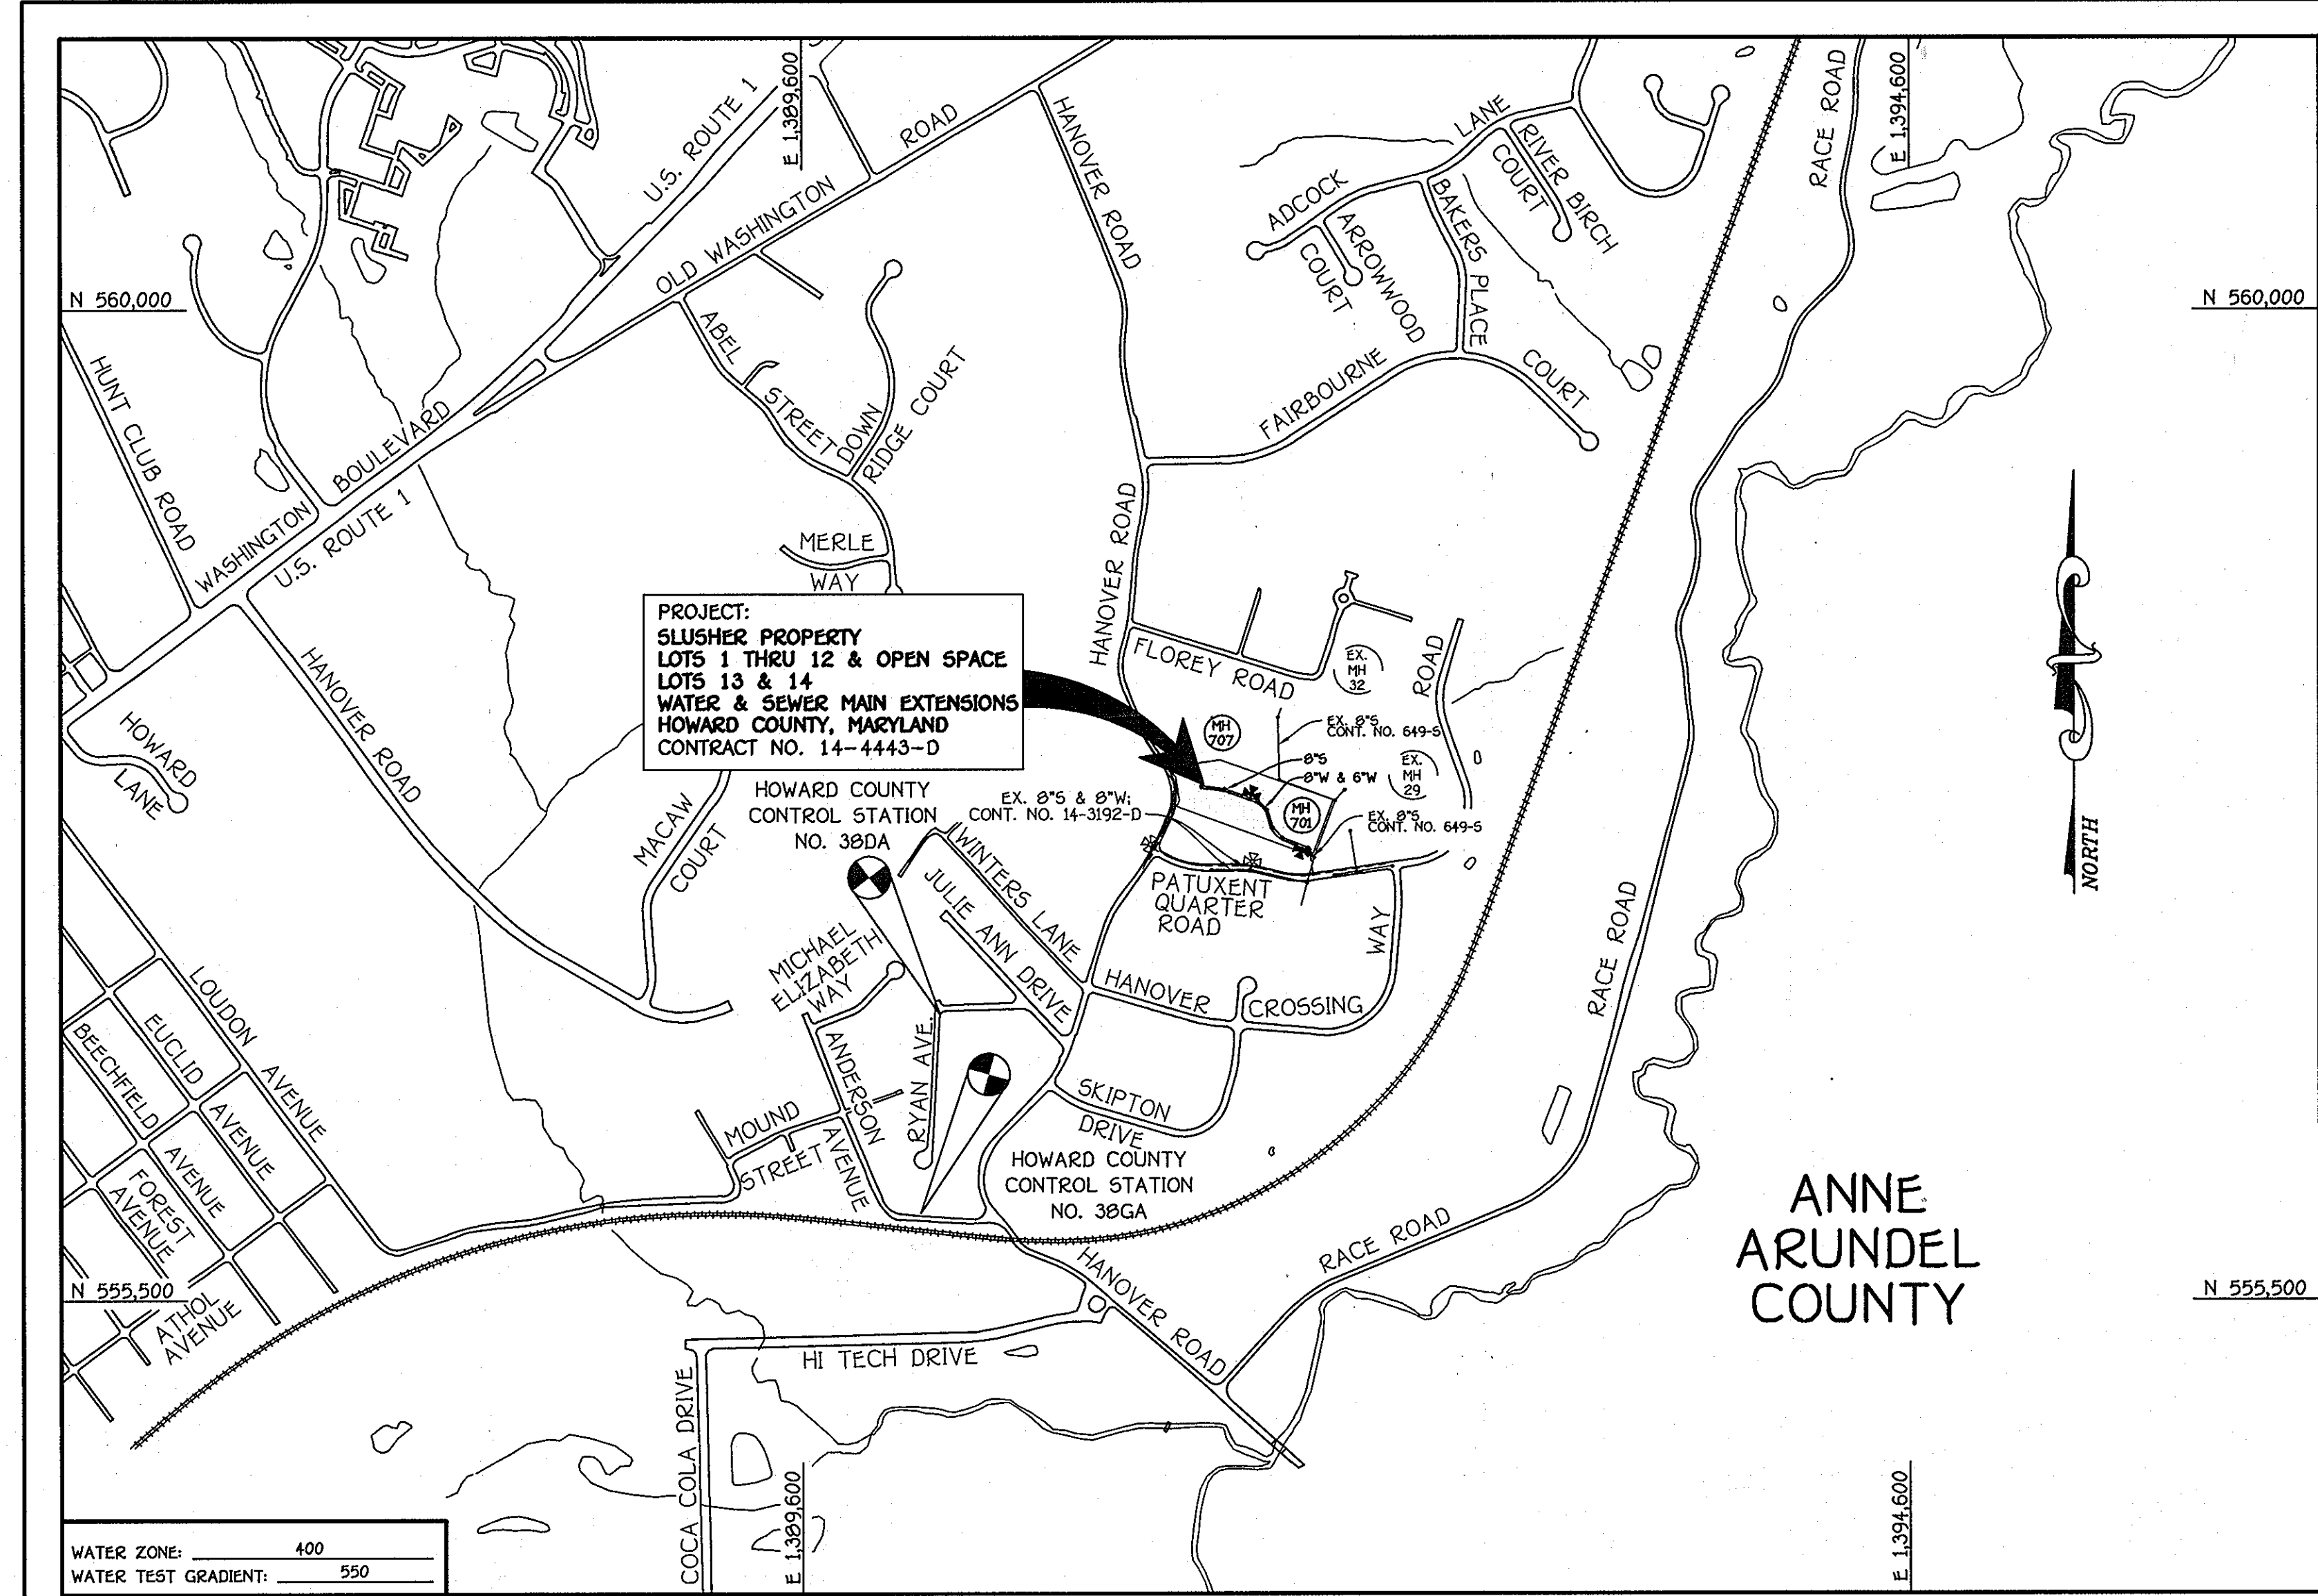 E 1,389,600
U.S. ROUTE 1
OLD WASHINGTON
ROAD
HANOVER ROAD
ADCOCK
LANE
RIVER BIRCH
COURT
ARROWWOOD
COURT
BAKERS PLACE
RACE ROAD
E 1,394,600
N 560,000
N 560,000
HUNT CLUB ROAD
WASHINGTON
BOULEVARD
U.S. ROUTE 1
ABEL
STREET
DOWN
RIDGE COURT
FAIRBOURNE
COURT
MERLE
WAY
HANOVER ROAD
PROJECT:
SLUSHER PROPERTY
LOTS 1 THRU 12 & OPEN SPACE
LOTS 13 & 14
WATER & SEWER MAIN EXTENSIONS
HOWARD COUNTY, MARYLAND
CONTRACT NO. 14-4443-D
FLOREY ROAD
EX.
MH
32
ROAD
MH
707
EX. 8"S
CONT. NO. 649-S
8"S
8"W & 6"W
EX.
MH
29
MH
701
EX. 8"S
CONT. NO. 649-S
EX. 8"S & 8"W;
CONT. NO. 14-3192-D
HANOVER ROAD
HOWARD
LANE
MACAW
COURT
HOWARD COUNTY
CONTROL STATION
NO. 38DA
WINTERS LANE
JULIE ANN DRIVE
PATUXENT
QUARTER
ROAD
WAY
HANOVER
CROSSING
RACE ROAD
NORTH
MICHAEL
ELIZABETH
WAY
LOUDON
AVENUE
EUCLID
AVENUE
BEECHFIELD
AVENUE
FOREST
AVENUE
ATHOL
AVENUE
ANDERSON
AVENUE
RYAN AVE.
MOUND
STREET
SKIPTON
DRIVE
HOWARD COUNTY
CONTROL STATION
NO. 38GA
HANOVER ROAD
RACE ROAD
ANNE
ARUNDEL
COUNTY
N 555,500
N 555,500
HI TECH DRIVE
COCA COLA DRIVE
E 1,389,600
E 1,394,600
WATER ZONE: 400
WATER TEST GRADIENT: 550